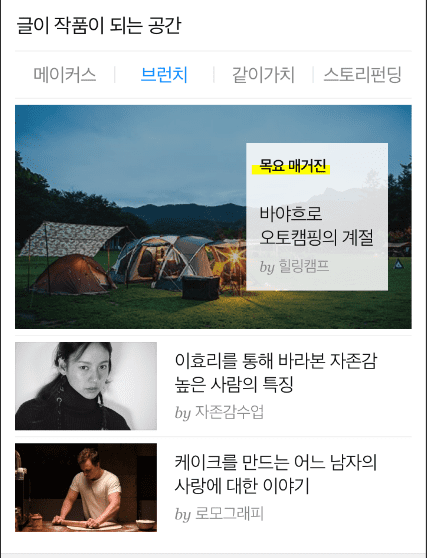 글이 작품이 되는 공간
메이커스 브런치 같이가치 스토리펀딩
목요 매거진
바야흐로
오토캠핑의 계절
by 힐링캠프
이효리를 통해 바라본 자존감
높은 사람의 특징
by 자존감수업
케이크를 만드는 어느 남자의
사랑에 대한 이야기
by 로모그래피